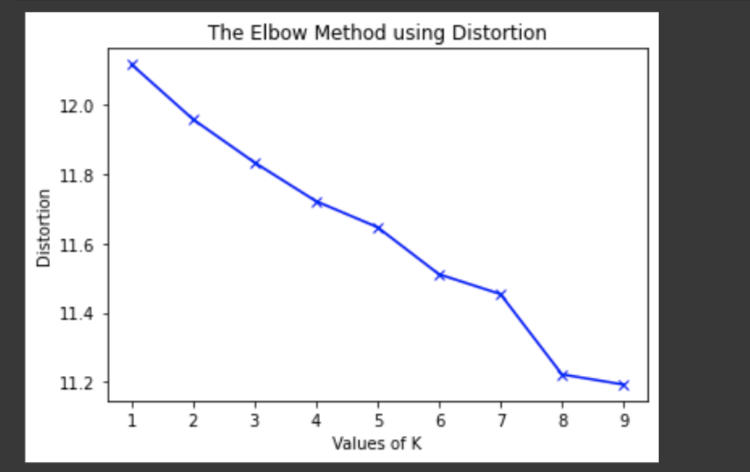 The Elbow Method using Distortion
12.0
11.8
11.6
11.4
11.2
Distortion
1 2 3 4 5 6 7 8 9
Values of K